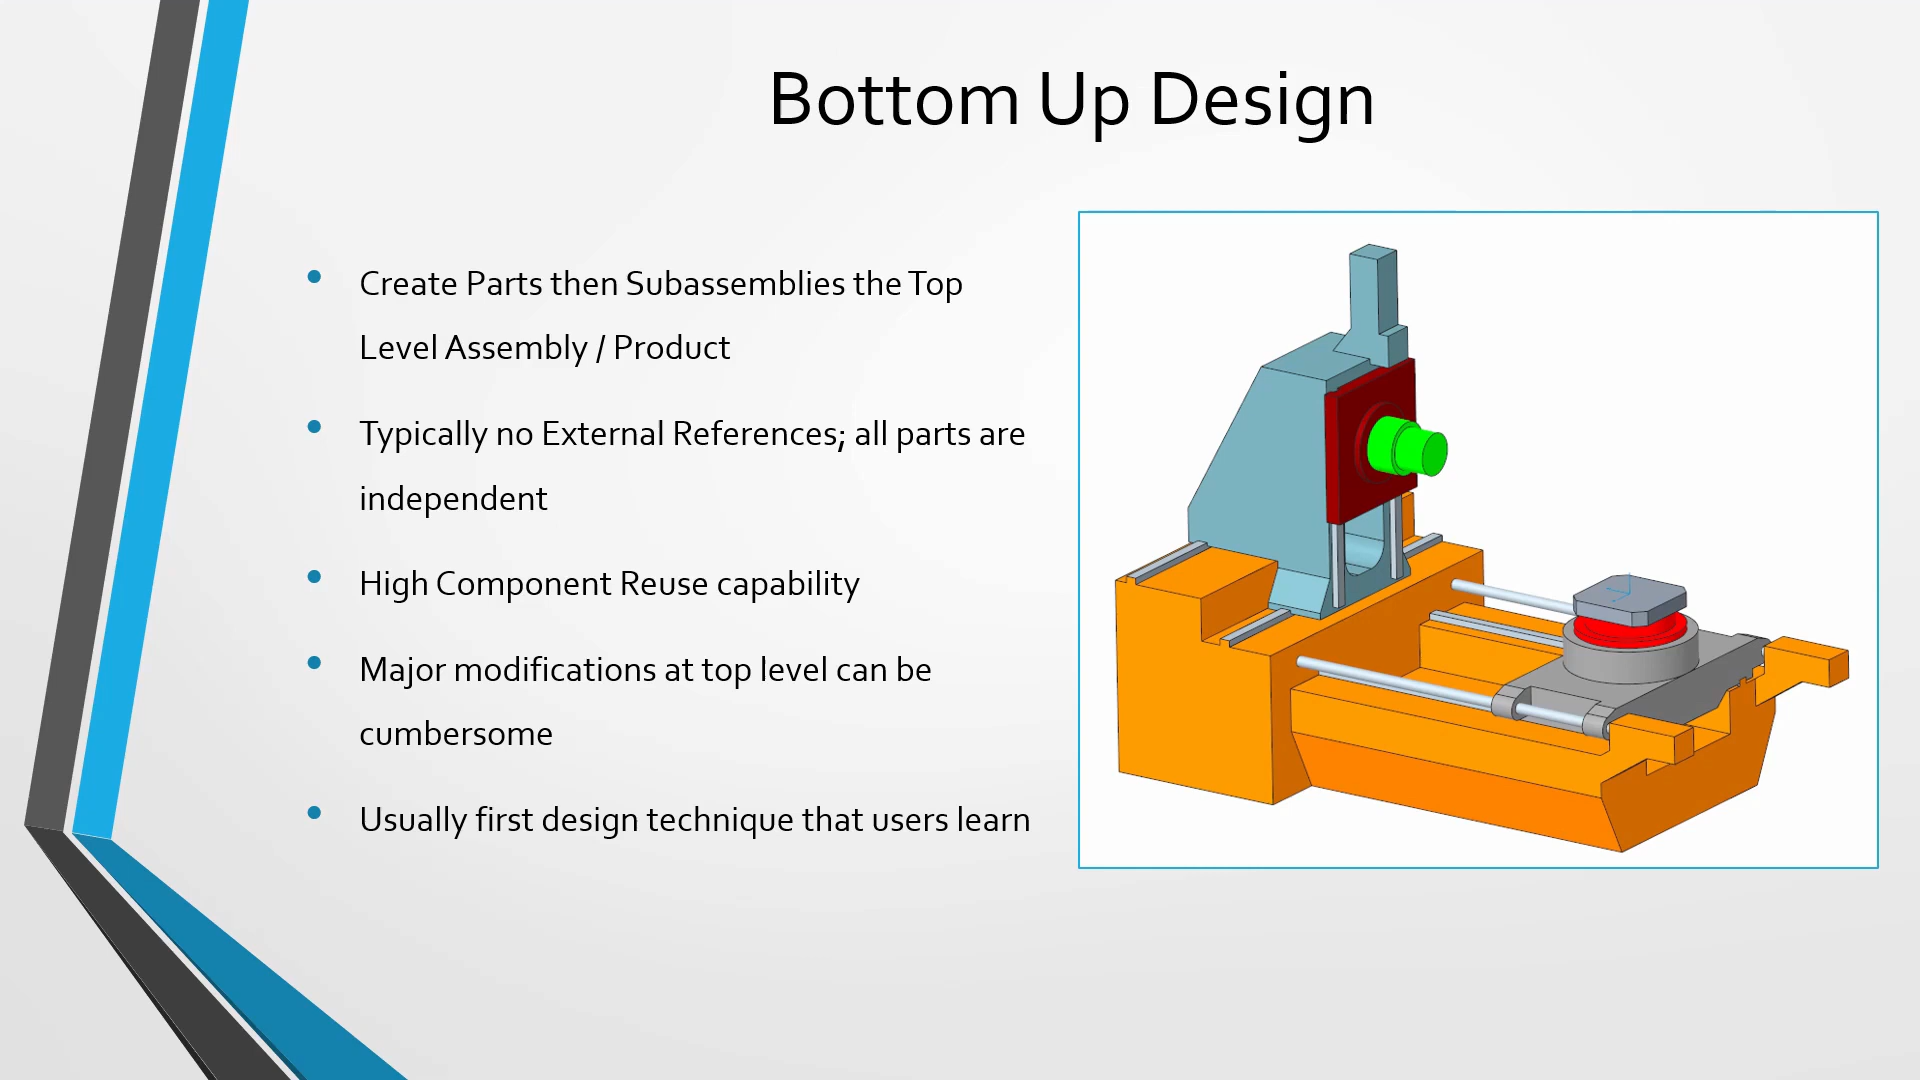 Bottom Up Design
• Create Parts then Subassemblies the Top
Level Assembly / Product
• Typically no External References; all parts are
independent
• High Component Reuse capability
• Major modifications at top level can be
cumbersome
• Usually first design technique that users learn